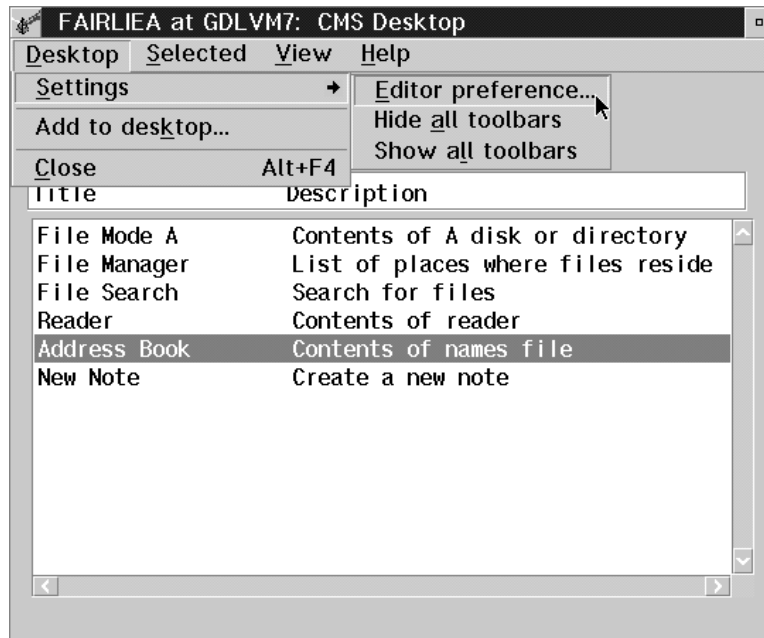 FAIRLIEA at GDLVM7: CMS Desktop
Desktop Selected View Help
Settings
Editor preference...
Hide all toolbars
Show all toolbars
Add to desktop...
Close Alt+F4
Title Description
File Mode A Contents of A disk or directory
File Manager List of places where files reside
File Search Search for files
Reader Contents of reader
Address Book Contents of names file
New Note Create a new note